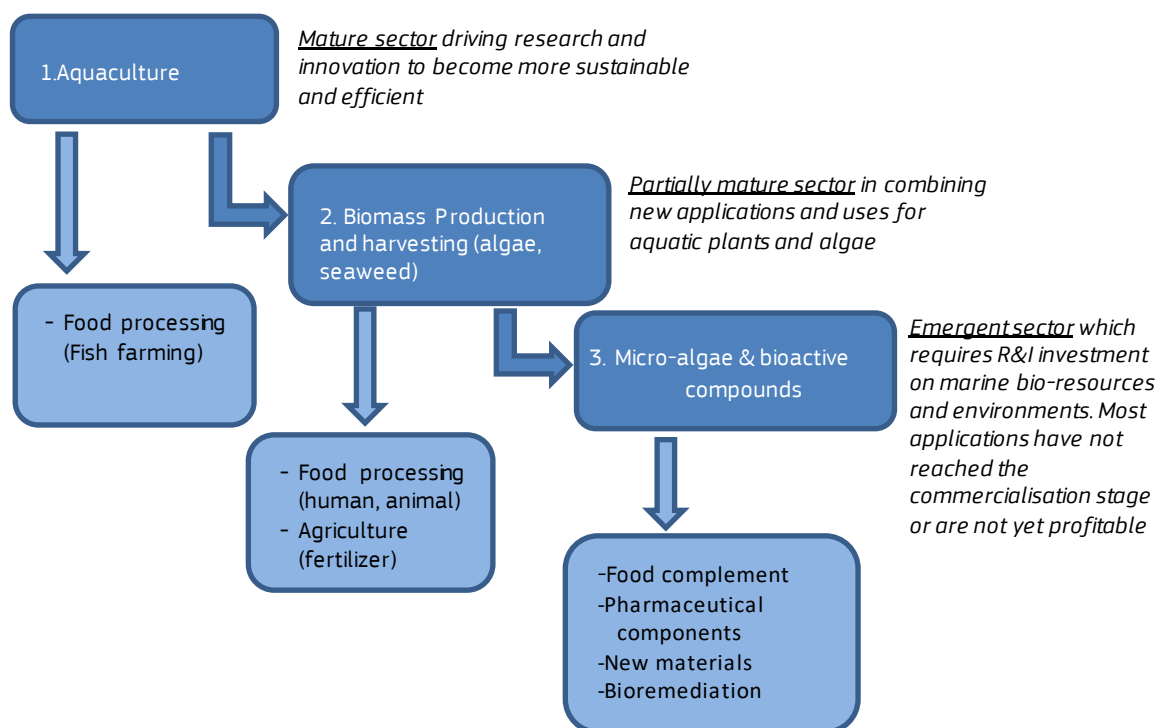 1.Aquaculture
Mature sector driving research and
innovation to become more sustainable
and efficient
2. Biomass Production
and harvesting (algae,
seaweed)
Partially mature sector in combining
new applications and uses for
aquatic plants and algae
- Food processing
(Fish farming)
3. Micro-algae & bioactive
compounds
Emergent sector which
requires R&I investment
on marine bio-resources
and environments. Most
applications have not
reached the
commercialisation stage
or are not yet profitable
- Food processing
(human, animal)
- Agriculture
(fertilizer)
-Food complement
-Pharmaceutical
components
-New materials
-Bioremediation